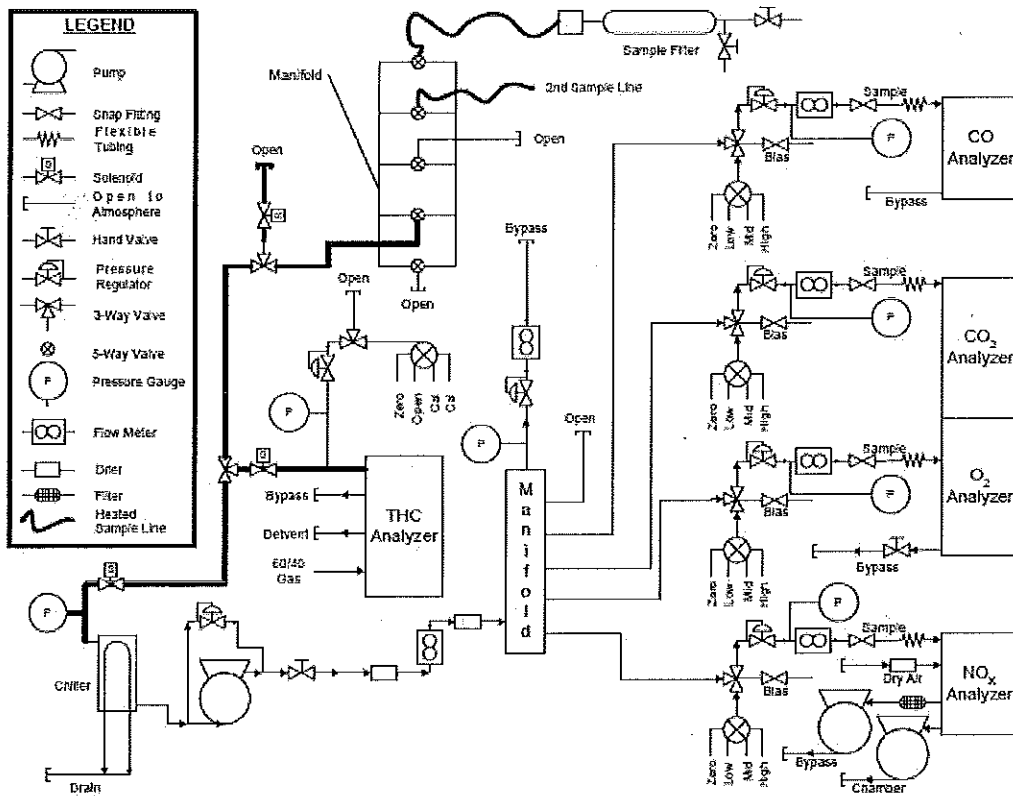 LEGEND
Pump
Snap Fitting
Flexible
Tubing
Solenoid
Open to
Atmosphere
Hand Valve
Pressure
Regulator
3-Way Valve
5-Way Valve
P
Pressure Gauge
Flow Meter
Drier
Filter
Heated
Sample Line
S
Sample Filter
Manifold
2nd Sample Line
Open
Open
S
Open
Open
P
Zero
Open
Cal
Cal
S
Bypass
THC
Analyzer
60/40
Gas
S
P
Chiller
Drain
Bypass
P
Open
Manifold
Sample
P
Bias
Zero
Low
Mid
High
CO
Analyzer
Bypass
Sample
P
Bias
Zero
Low
Mid
High
CO₂
Analyzer
Sample
P
Bias
Zero
Low
Mid
High
O₂
Analyzer
Bypass
P
Sample
Bias
Zero
Low
Mid
High
NOx
Analyzer
Dry Air
Bypass
Chamber